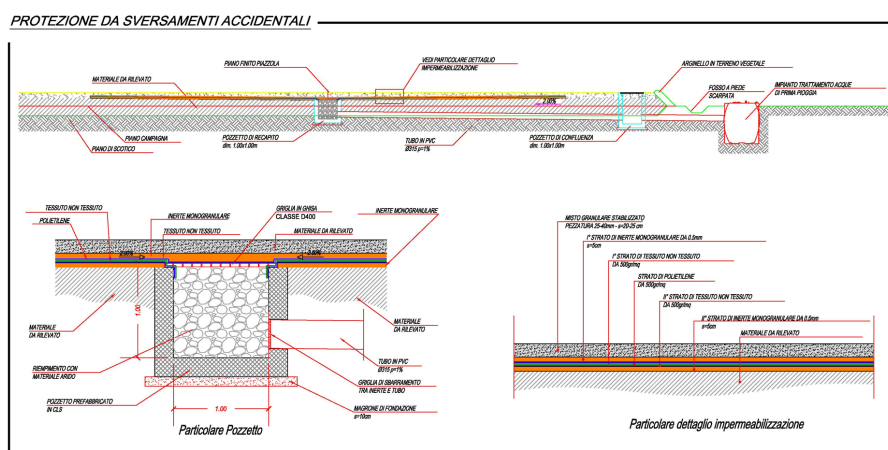 PROTEZIONE DA SVERSAMENTI ACCIDENTALI
MATERIALE DA RILEVATO
PIANO FINITO PIAZZOLA
VEDI PARTICOLARE DETTAGLIO
IMPERMEABILIZZAZIONE
ARGINELLO IN TERRENO VEGETALE
FOSSO A PIEDE
SCARPATA
IMPIANTO TRATTAMENTO ACQUE
DI PRIMA PIOGGIA
2.00%
PIANO CAMPAGNA
PIANO DI SCOTICO
POZZETTO DI RECAPITO
dim. 1.00x1.00m
TUBO IN PVC
Ø315 p=1%
POZZETTO DI CONFLUENZA
dim. 1.00x1.00m
TESSUTO NON TESSUTO
POLIETILENE
INERTE MONOGRANULARE
TESSUTO NON TESSUTO
GRIGLIA IN GHISA
CLASSE D400
MATERIALE DA RILEVATO
INERTE MONOGRANULARE
2.00%
2.00%
1.00
MATERIALE
DA RILEVATO
MATERIALE
DA RILEVATO
RIEMPIMENTO CON
MATERIALE ARIDO
TUBO IN PVC
Ø315 p=1%
GRIGLIA DI SBARRAMENTO
TRA INERTE E TUBO
POZZETTO PREFABBRICATO
IN CLS
1.00
MAGRONE DI FONDAZIONE
s=10cm
Particolare Pozzetto
MISTO GRANULARE STABILIZZATO
PEZZATURA 25-40mm - s=20-25 cm
I° STRATO DI INERTE MONOGRANULARE DA 0.5mm
s=5cm
I° STRATO DI TESSUTO NON TESSUTO
DA 500gr/mq
STRATO DI POLIETILENE
DA 500gr/mq
II° STRATO DI TESSUTO NON TESSUTO
DA 500gr/mq
II° STRATO DI INERTE MONOGRANULARE DA 0.5mm
s=5cm
MATERIALE DA RILEVATO
Particolare dettaglio impermeabilizzazione